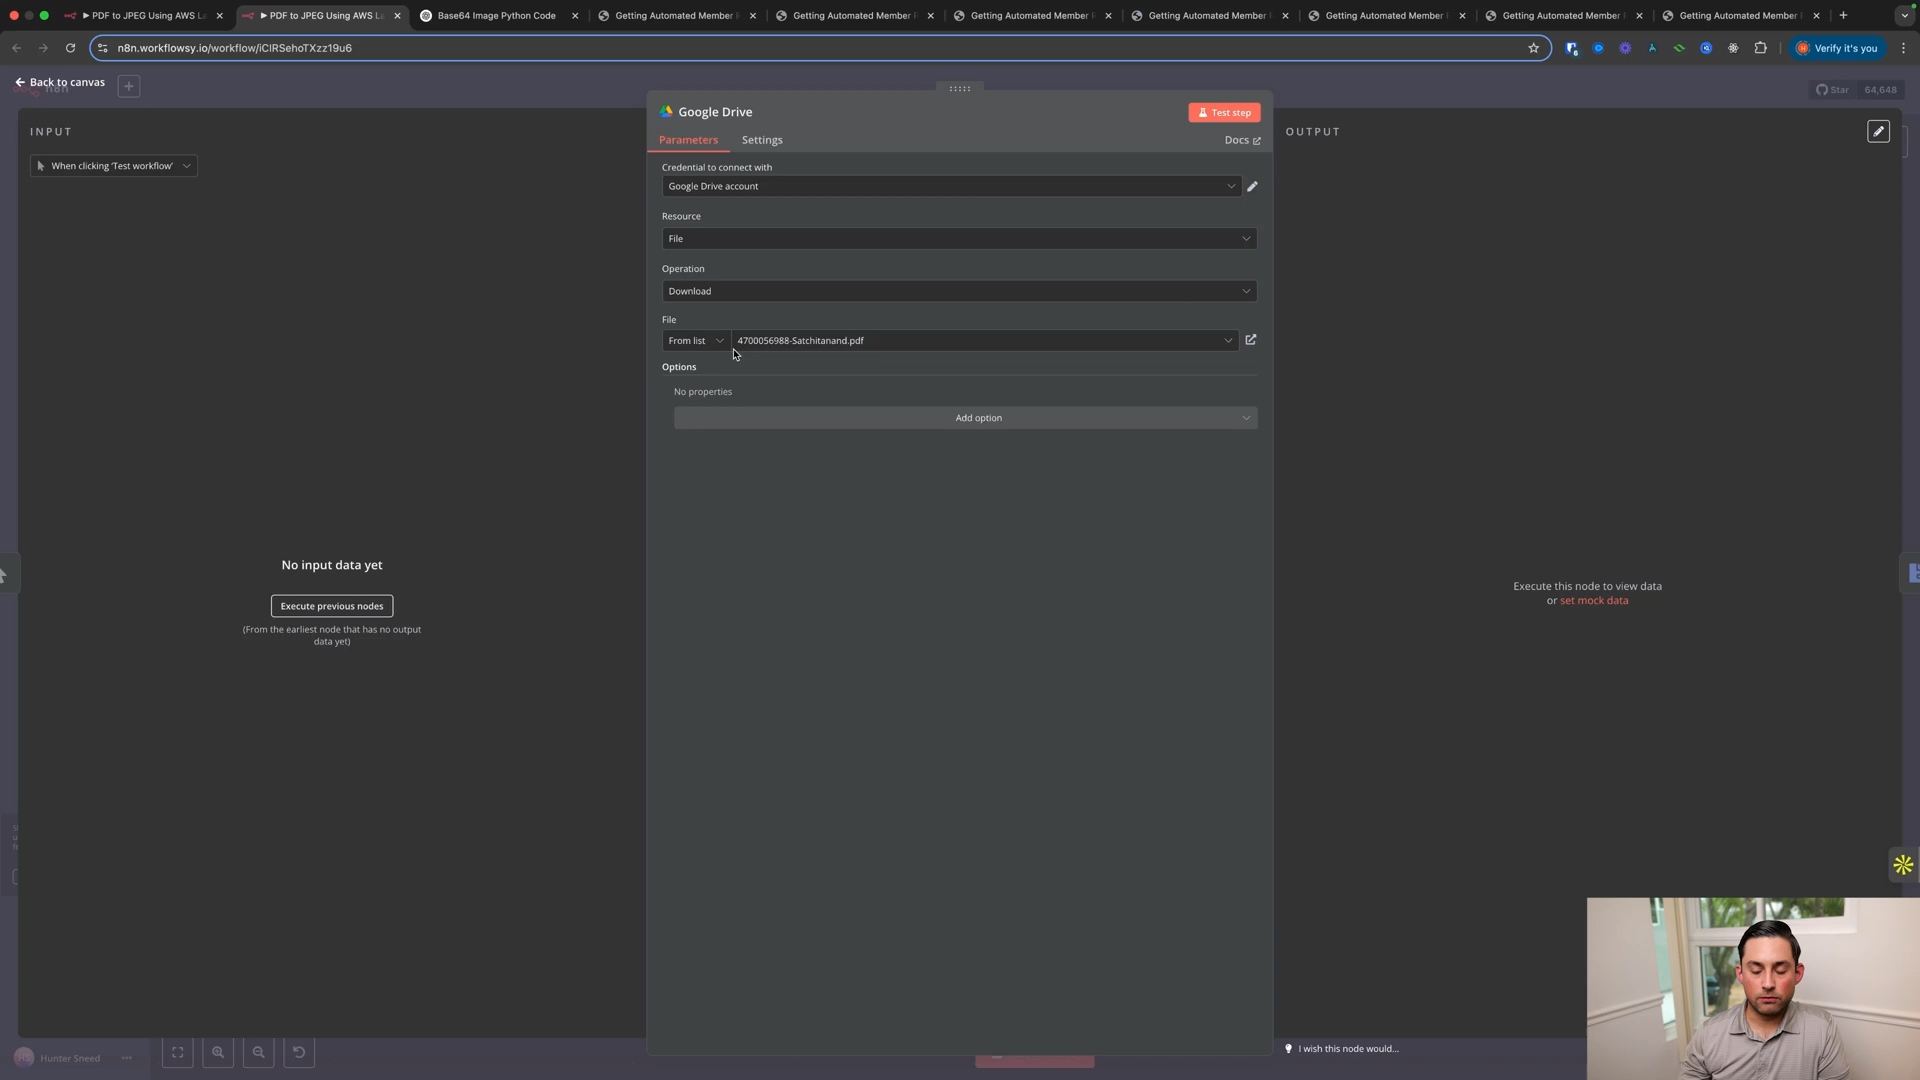 PDF to JPEG Using AWS La
PDF to JPEG Using AWS La
Base64 Image Python Code
Getting Automated Member
Getting Automated Member
Getting Automated Member
Getting Automated Member
Getting Automated Member
Getting Automated Member
Getting Automated Member
n8n.workflowsy.io/workflow/iCIRSehoTXzz19u6
Verify it's you
Back to canvas
Star 64,648
INPUT
When clicking 'Test workflow'
No input data yet
Execute previous nodes
(From the earliest node that has no output
data yet)
Google Drive
Test step
Parameters
Settings
Docs
Credential to connect with
Google Drive account
Resource
File
Operation
Download
File
From list
4700056988-Satchitanand.pdf
Options
No properties
Add option
OUTPUT
Execute this node to view data
or set mock data
I wish this node would...
HS
Hunter Sneed